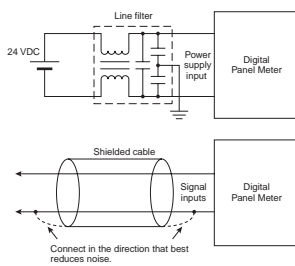 Line filter
24 VDC
Power
supply
input
Digital
Panel Meter
Shielded cable
Signal
inputs
Digital
Panel Meter
Connect in the direction that best
reduces noise.